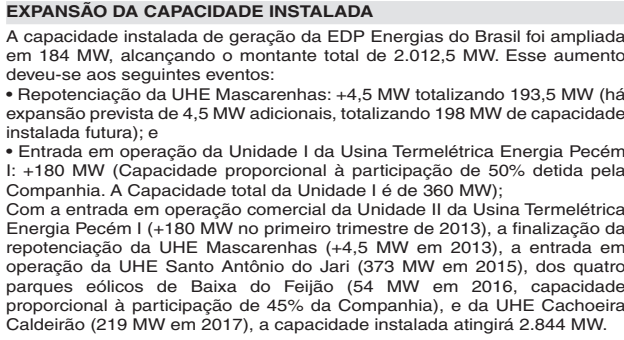 EXPANSÃO DA CAPACIDADE INSTALADA
A capacidade instalada de geração da EDP Energias do Brasil foi ampliada
em 184 MW, alcançando o montante total de 2.012,5 MW. Esse aumento
deveu-se aos seguintes eventos:
• Repotenciação da UHE Mascarenhas: +4,5 MW totalizando 193,5 MW (há
expansão prevista de 4,5 MW adicionais, totalizando 198 MW de capacidade
instalada futura); e
• Entrada em operação da Unidade I da Usina Termelétrica Energia Pecém
I: +180 MW (Capacidade proporcional à participação de 50% detida pela
Companhia. A Capacidade total da Unidade I é de 360 MW);
Com a entrada em operação comercial da Unidade II da Usina Termelétrica
Energia Pecém I (+180 MW no primeiro trimestre de 2013), a finalização da
repotenciação da UHE Mascarenhas (+4,5 MW em 2013), a entrada em
operação da UHE Santo Antônio do Jari (373 MW em 2015), dos quatro
parques eólicos de Baixa do Feijão (54 MW em 2016, capacidade
proporcional à participação de 45% da Companhia), e da UHE Cachoeira
Caldeirão (219 MW em 2017), a capacidade instalada atingirá 2.844 MW.